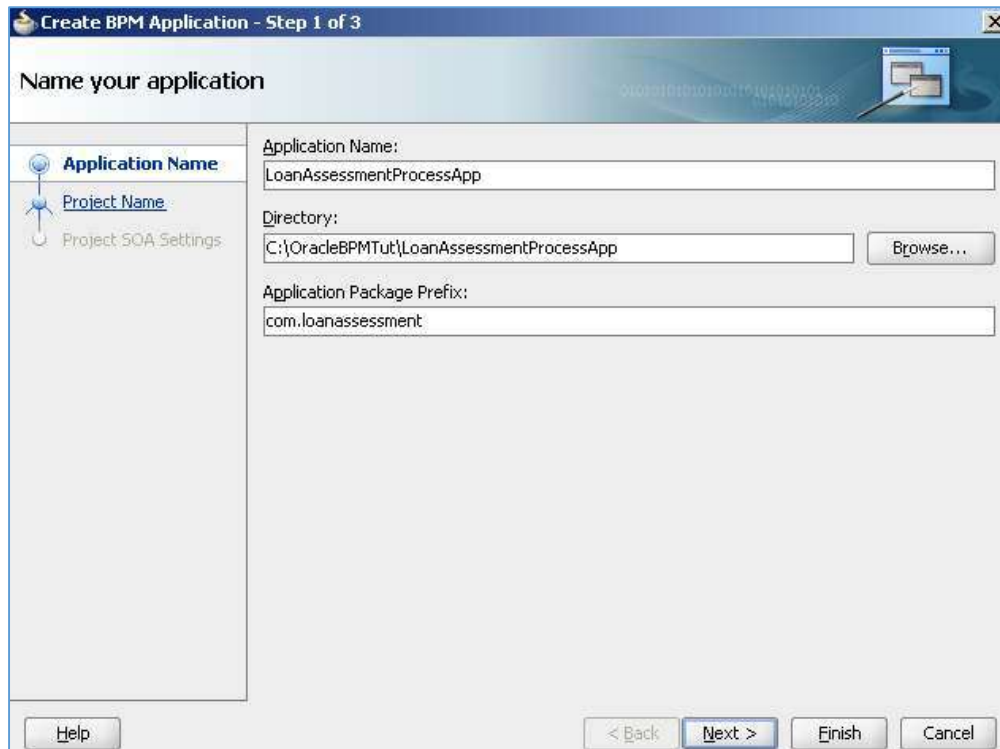 Create BPM Application - Step 1 of 3
Name your application
Application Name
Project Name
Project SOA Settings
Application Name:
LoanAssessmentProcessApp
Directory:
C:\OracleBPMTut\LoanAssessmentProcessApp
Browse...
Application Package Prefix:
com.loanassessment
Help
< Back
Next >
Finish
Cancel